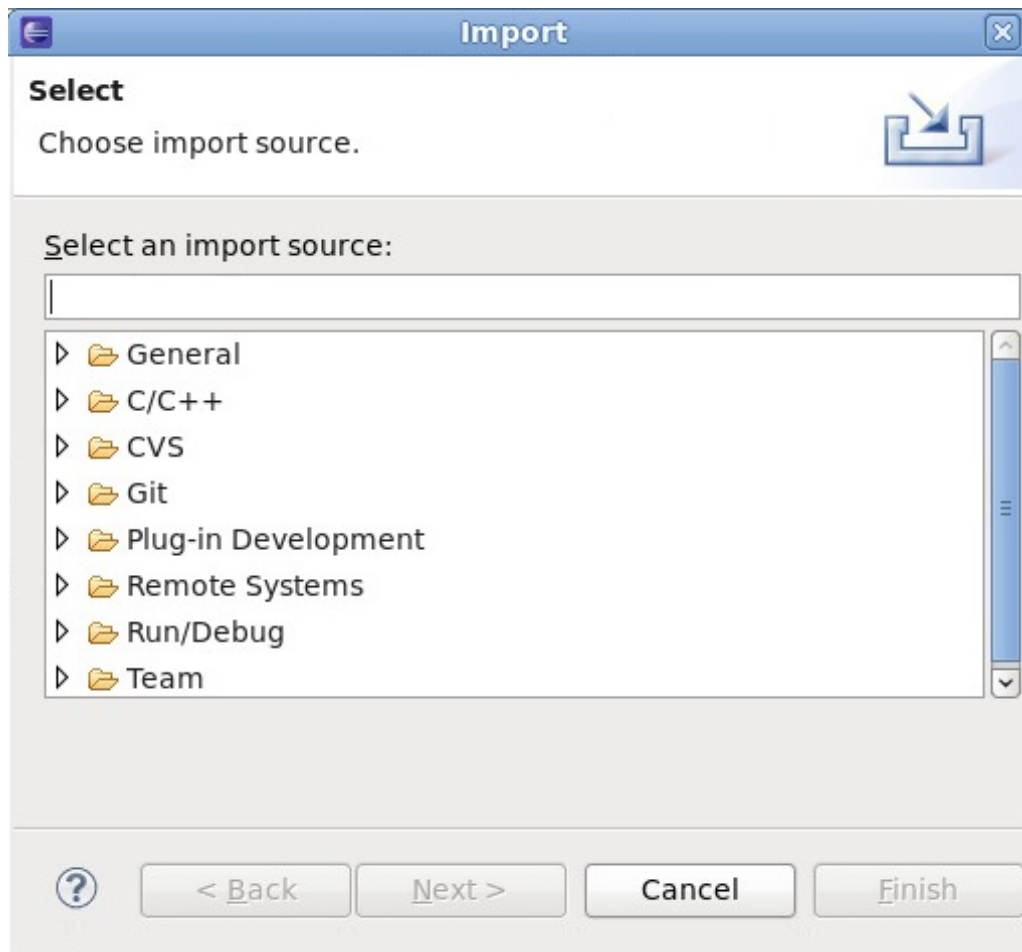 Import
Select
Choose import source.
Select an import source:
General
C/C++
CVS
Git
Plug-in Development
Remote Systems
Run/Debug
Team
?
< Back
Next >
Cancel
Finish